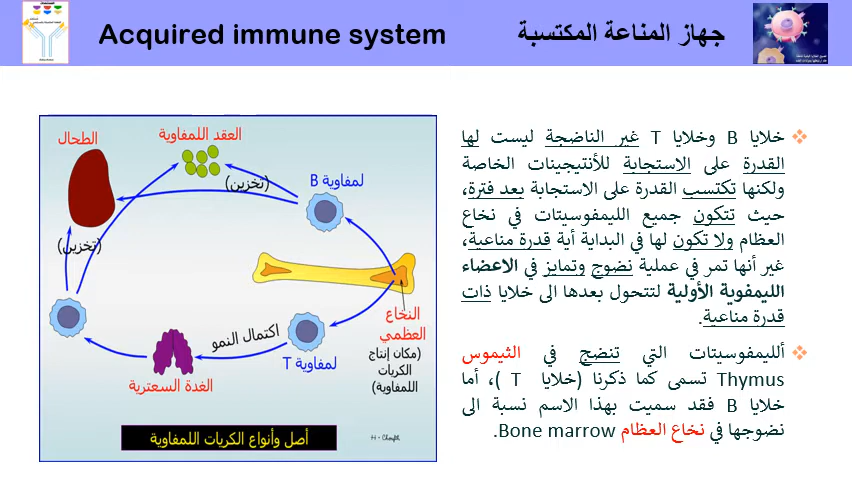 Acquired immune system
جهاز المناعة المكتسبة
خلايا B وخلايا T غير الناضجة ليست لها
القدرة على الاستجابة للأنتيجينات الخاصة
ولكنها تكتسب القدرة على الاستجابة بعد فترة،
حيث تتكون جميع الليمفوسيتات في نخاع
العظام ولا تكون لها في البداية أية قدرة مناعية،
غير أنها تمر في عملية نضوج وتمايز في الاعضاء
الليمفوية الأولية لتتحول بعدها الى خلايا ذات
قدرة مناعية.
ألليمفوسيتات التي تنضج في الثيموس
Thymus تسمى كما ذكرنا (خلايا T )، أما
خلايا B فقد سميت بهذا الاسم نسبة الى
نضوجها في نخاع العظام Bone marrow.
الطحال
العقد اللمفاوية
(تخزين)
لمفاوية B
(تخزين)
النخاع
العظمي
(مكان إنتاج
الكريات
اللمفاوية)
اكتمال النمو
لمفاوية T
الغدة السعترية
أصل وأنواع الكريات اللمفاوية